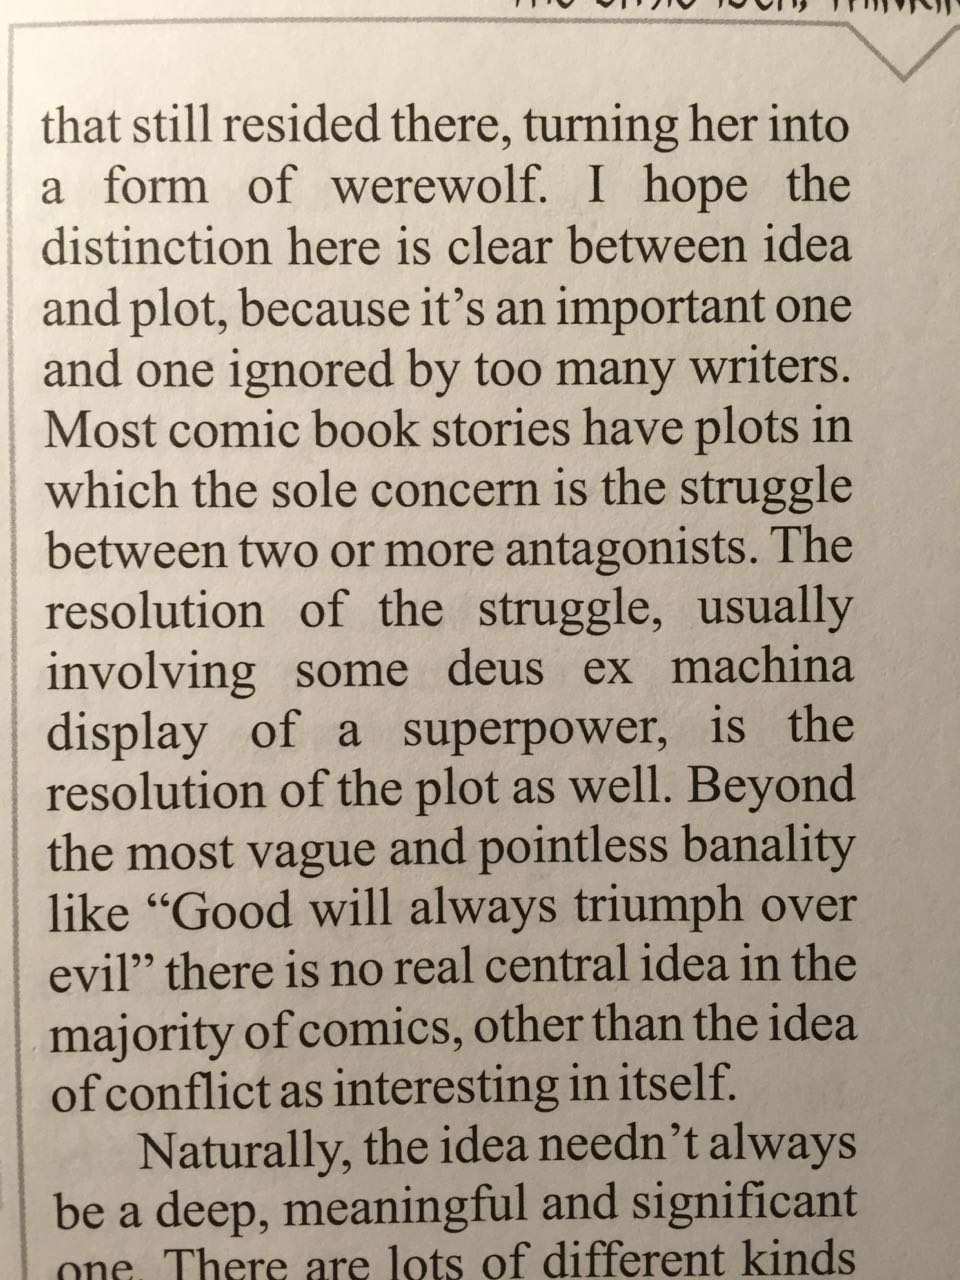 that still resided there, turning her into
a form of werewolf. I hope the
distinction here is clear between idea
and plot, because it’s an important one
and one ignored by too many writers.
Most comic book stories have plots in
which the sole concern is the struggle
between two or more antagonists. The
resolution of the struggle, usually
involving some deus ex machina
display of a superpower, is the
resolution of the plot as well. Beyond
the most vague and pointless banality
like “Good will always triumph over
evil” there is no real central idea in the
majority of comics, other than the idea
of conflict as interesting in itself.
Naturally, the idea needn’t always
be a deep, meaningful and significant
one. There are lots of different kinds